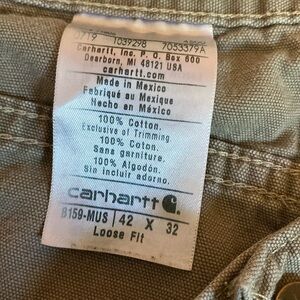 0719 1039298 7053379A
Carhartt, Inc. P.O. Box 600
Dearborn, MI 48121 USA
carhartt.com
Made in Mexico
Fabriqué au Mexique
Hecho en México
100% Cotton.
Exclusive of Trimming.
100% Coton.
Sans garniture.
100% Algodón.
Sin incluir adorno.
carhartt
B159-MUS 42 X 32
Loose Fit